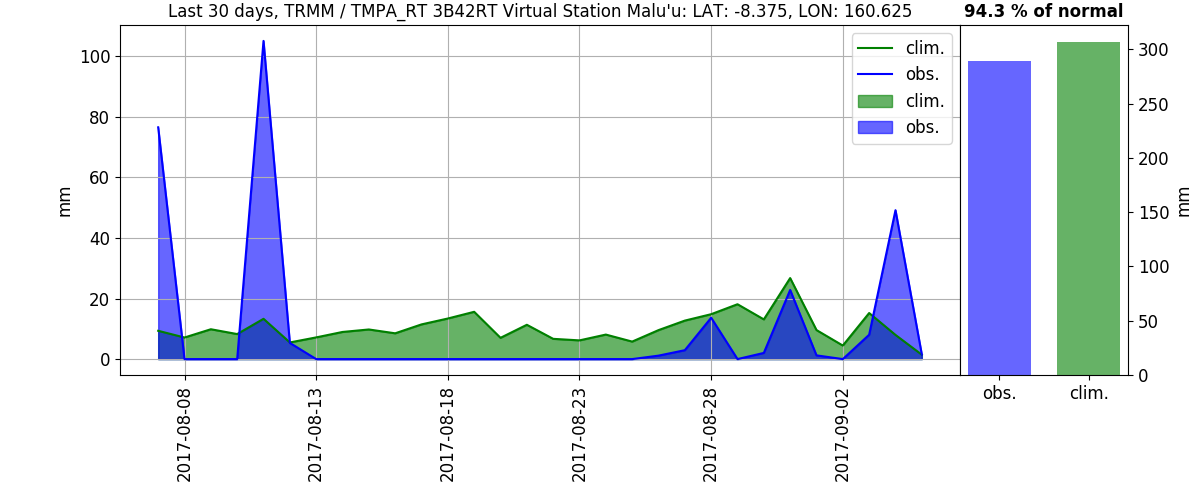 Last 30 days, TRMM / TMPA_RT 3B42RT Virtual Station Malu'u: LAT: -8.375, LON: 160.625
94.3 % of normal
mm
100
80
60
40
20
0
clim.
obs.
clim.
obs.
2017-08-08
2017-08-13
2017-08-18
2017-08-23
2017-08-28
2017-09-02
300
250
200
150
100
50
0
mm
obs.
clim.